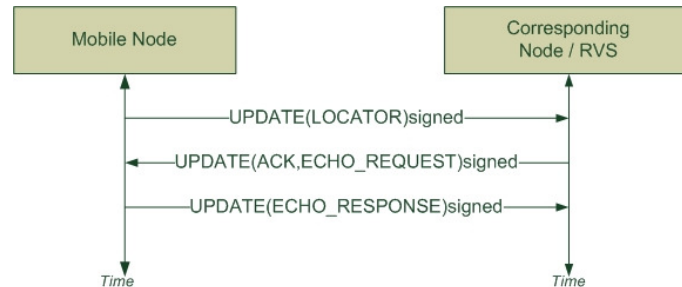 Mobile Node
Corresponding
Node / RVS
UPDATE(LOCATOR)signed
UPDATE(ACK,ECHO_REQUEST)signed
UPDATE(ECHO_RESPONSE)signed
Time
Time